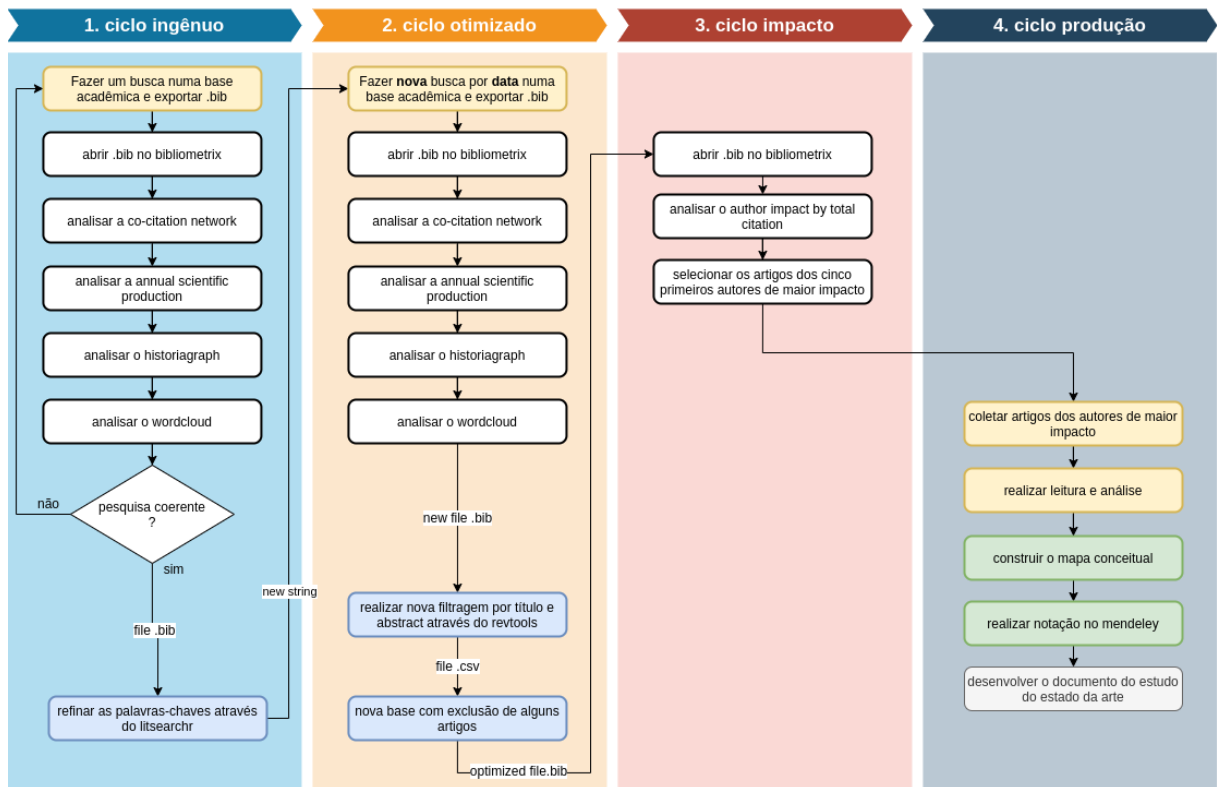 1. ciclo ingênuo
2. ciclo otimizado
3. ciclo impacto
4. ciclo produção
Fazer um busca numa base
acadêmica e exportar .bib
abrir .bib no bibliometrix
analisar a co-citation network
analisar a annual scientific
production
analisar o historiagraph
analisar o wordcloud
pesquisa coerente
?
não
sim
file .bib
refinar as palavras-chaves através
do litsearchr
new string
Fazer nova busca por data numa
base acadêmica e exportar .bib
abrir .bib no bibliometrix
analisar a co-citation network
analisar a annual scientific
production
analisar o historiagraph
analisar o wordcloud
new file .bib
realizar nova filtragem por título e
abstract através do revtools
file .csv
nova base com exclusão de alguns
artigos
optimized file.bib
abrir .bib no bibliometrix
analisar o author impact by total
citation
selecionar os artigos dos cinco
primeiros autores de maior impacto
coletar artigos dos autores de maior
impacto
realizar leitura e análise
construir o mapa conceitual
realizar notação no mendeley
desenvolver o documento do estudo
do estado da arte